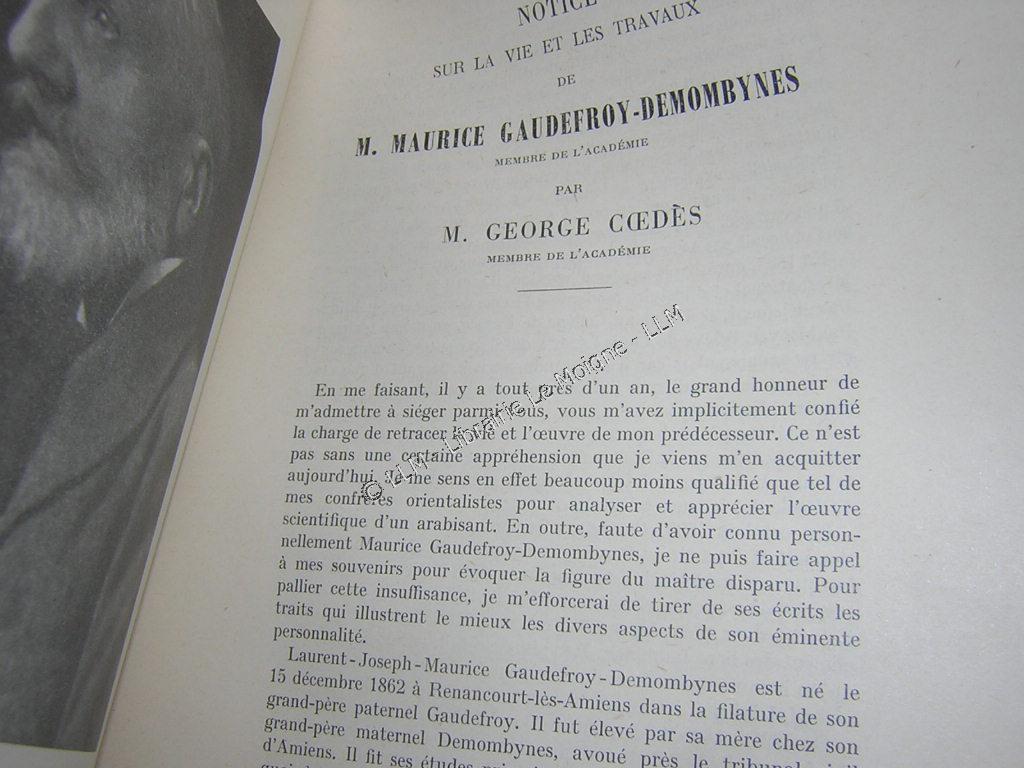 NOTICE
SUR LA VIE ET LES TRAVAUX
DE
M. MAURICE GAUDEFROY-DEMOMBYNES
MEMBRE DE L'ACADÉMIE
PAR
M. GEORGE CŒDÈS
MEMBRE DE L'ACADÉMIE
© LLM - Librairie Le Moigne - LLM
En me faisant, il y a tout près d'un an, le grand honneur de
m'admettre à siéger parmi vous, vous m'avez implicitement confié
la charge de retracer la vie et l'œuvre de mon prédécesseur. Ce n'est
pas sans une certaine appréhension que je viens m'en acquitter
aujourd'hui. Je me sens en effet beaucoup moins qualifié que tel de
mes confrères orientalistes pour analyser et apprécier l'œuvre
scientifique d'un arabisant. En outre, faute d'avoir connu person-
nellement Maurice Gaudefroy-Demombynes, je ne puis faire appel
à mes souvenirs pour évoquer la figure du maître disparu. Pour
pallier cette insuffisance, je m'efforcerai de tirer de ses écrits les
traits qui illustrent le mieux les divers aspects de son éminente
personnalité.
Laurent-Joseph-Maurice Gaudefroy-Demombynes est né le
15 décembre 1862 à Renancourt-lès-Amiens dans la filature de son
grand-père paternel Gaudefroy. Il fut élevé par sa mère chez son
grand-père maternel Demombynes, avoué près le tribunal civil
d'Amiens. Il fit ses études